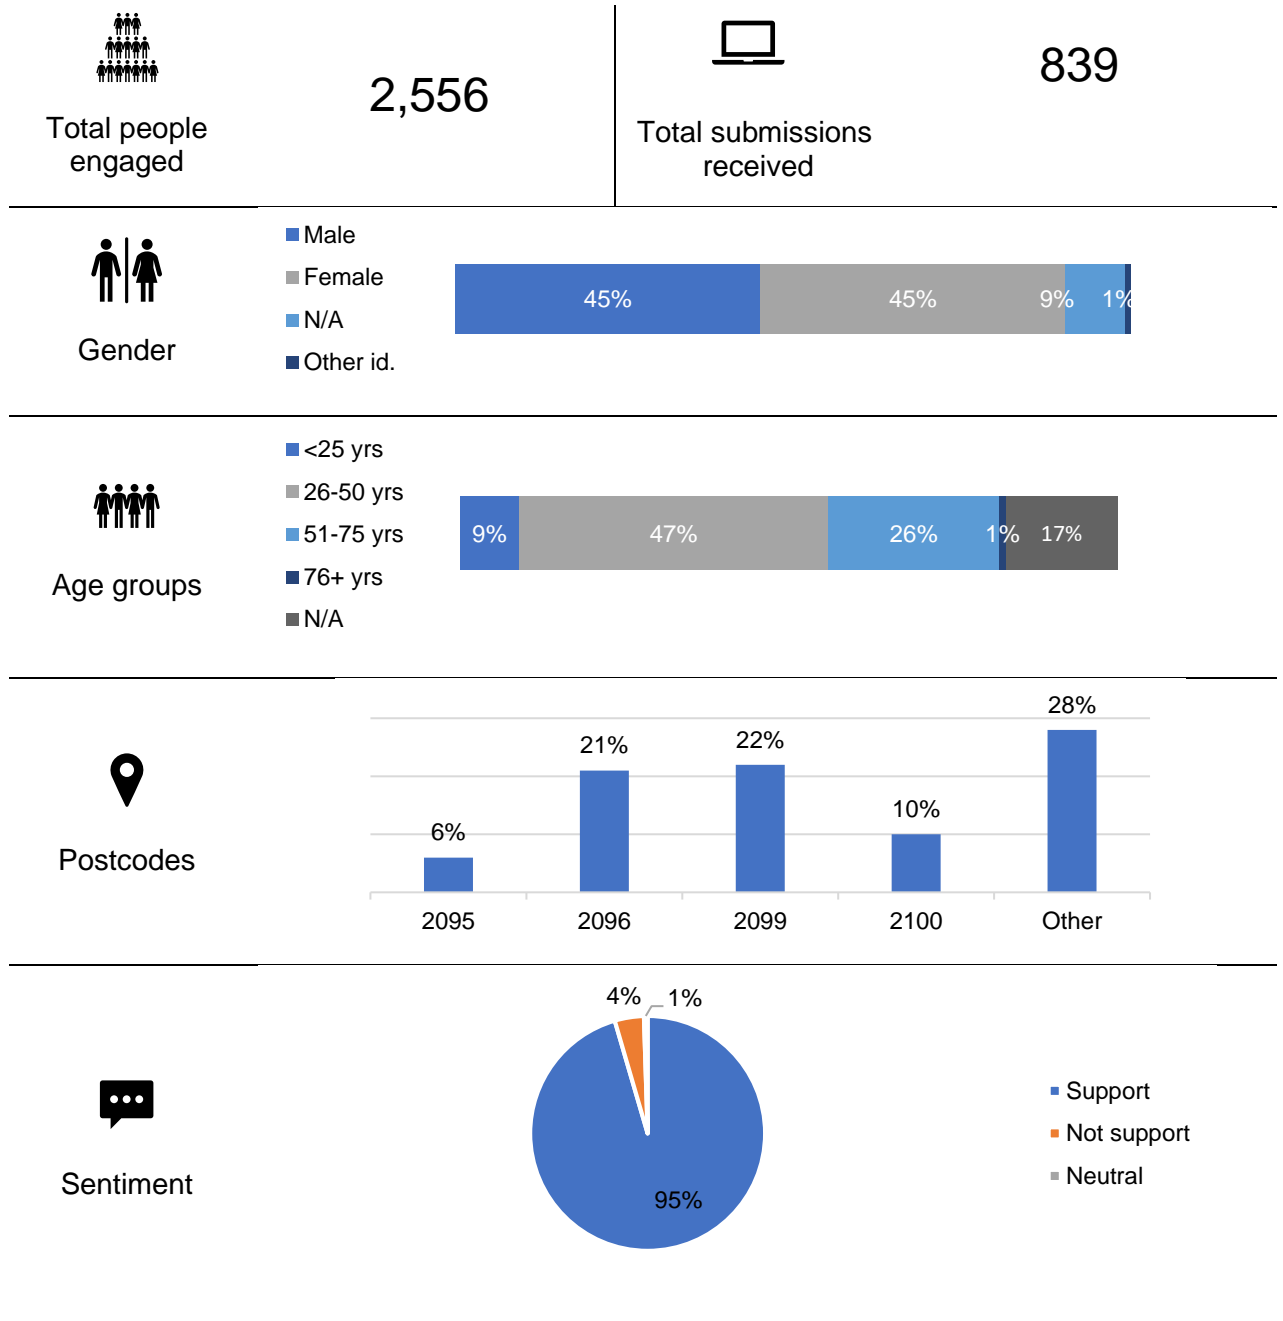 Total people
engaged
2,556
Total submissions
received
839
Gender
Male
Female
N/A
Other id.
45%
45%
9%
1%
Age groups
<25 yrs
26-50 yrs
51-75 yrs
76+ yrs
N/A
9%
47%
26%
1%
17%
Postcodes
6%
21%
22%
10%
28%
2095
2096
2099
2100
Other
Sentiment
4%
1%
95%
Support
Not support
Neutral